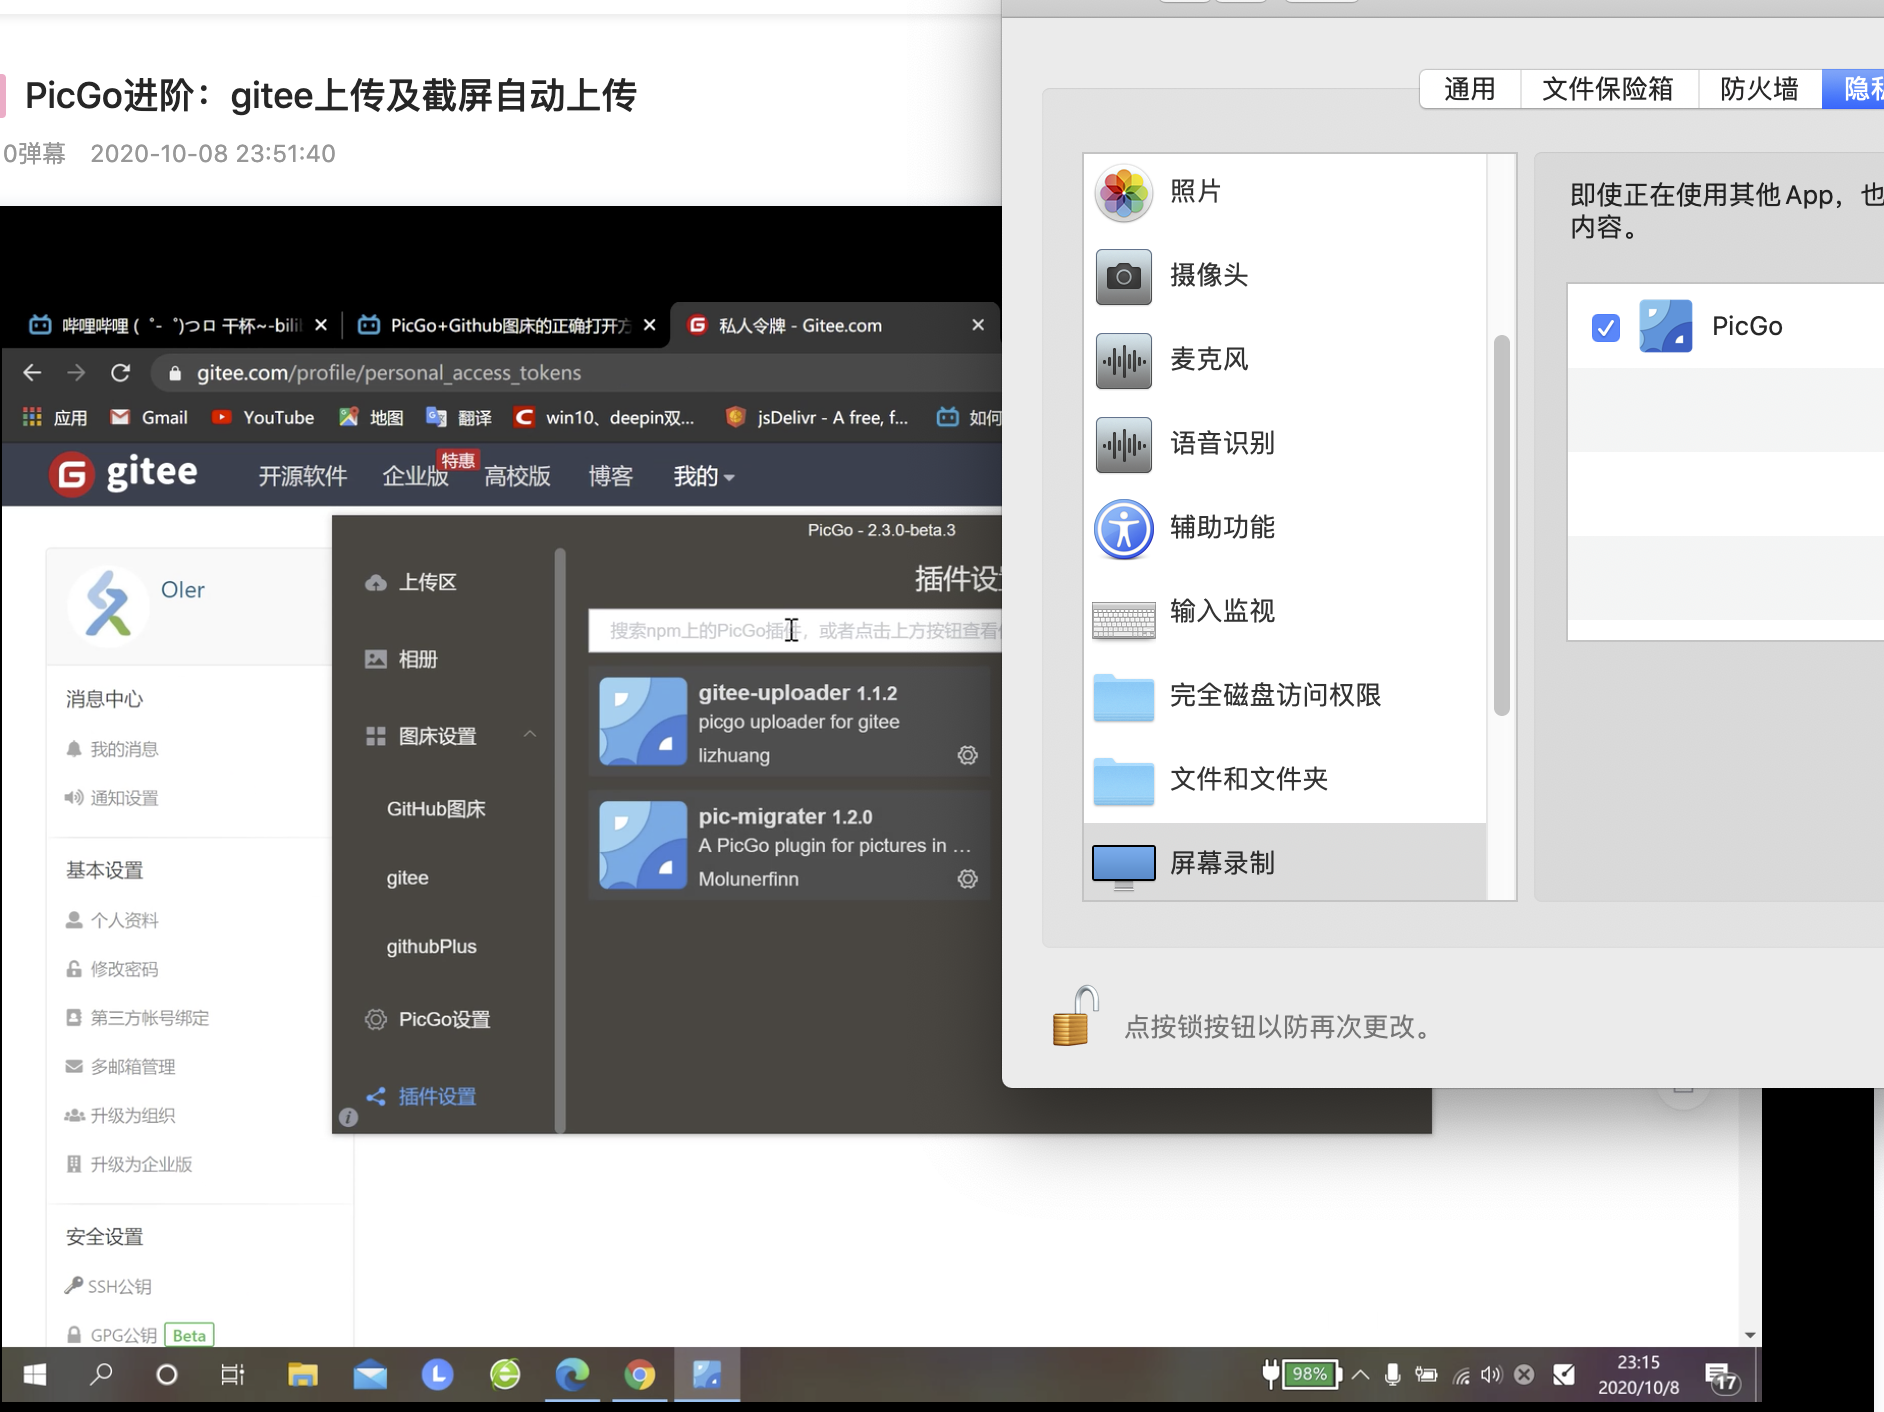 PicGo进阶：gitee上传及截屏自动上传
0弹幕 2020-10-08 23:51:40
哔哩哔哩 ( ゜- ゜)つロ 干杯~-bili
PicGo+Github图床的正确打开方
私人令牌 - Gitee.com
gitee.com/profile/personal_access_tokens
应用
Gmail
YouTube
地图
翻译
win10、deepin双...
jsDelivr - A free, f...
如何
gitee
开源软件
企业版
特惠
高校版
博客
我的
Oler
消息中心
我的消息
通知设置
基本设置
个人资料
修改密码
第三方帐号绑定
多邮箱管理
升级为组织
升级为企业版
安全设置
SSH公钥
GPG公钥 Beta
PicGo - 2.3.0-beta.3
上传区
相册
图床设置
GitHub图床
gitee
githubPlus
PicGo设置
插件设置
插件设
搜索npm上的PicGo插件，或者点击上方按钮查看
gitee-uploader 1.1.2
picgo uploader for gitee
lizhuang
pic-migrater 1.2.0
A PicGo plugin for pictures in ...
Molunerfinn
通用
文件保险箱
防火墙
隐私
照片
摄像头
麦克风
语音识别
辅助功能
输入监视
完全磁盘访问权限
文件和文件夹
屏幕录制
即使正在使用其他 App，也
内容。
PicGo
点按锁按钮以防再次更改。
98%
23:15
2020/10/8
17